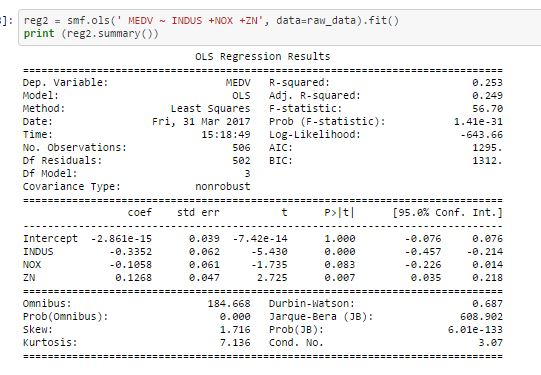 ]: reg2 = smf.ols(' MEDV ~ INDUS +NOX +ZN', data=raw_data).fit()
print (reg2.summary())
OLS Regression Results
==============================================================================
Dep. Variable: MEDV R-squared: 0.253
Model: OLS Adj. R-squared: 0.249
Method: Least Squares F-statistic: 56.70
Date: Fri, 31 Mar 2017 Prob (F-statistic): 1.41e-31
Time: 15:18:49 Log-Likelihood: -643.66
No. Observations: 506 AIC: 1295.
Df Residuals: 502 BIC: 1312.
Df Model: 3
Covariance Type: nonrobust
==============================================================================
coef std err t P>|t| [95.0% Conf. Int.]
------------------------------------------------------------------------------
Intercept -2.861e-15 0.039 -7.42e-14 1.000 -0.076 0.076
INDUS -0.3352 0.062 -5.430 0.000 -0.457 -0.214
NOX -0.1058 0.061 -1.735 0.083 -0.226 0.014
ZN 0.1268 0.047 2.725 0.007 0.035 0.218
==============================================================================
Omnibus: 184.668 Durbin-Watson: 0.687
Prob(Omnibus): 0.000 Jarque-Bera (JB): 608.902
Skew: 1.716 Prob(JB): 6.01e-133
Kurtosis: 7.136 Cond. No. 3.07
==============================================================================